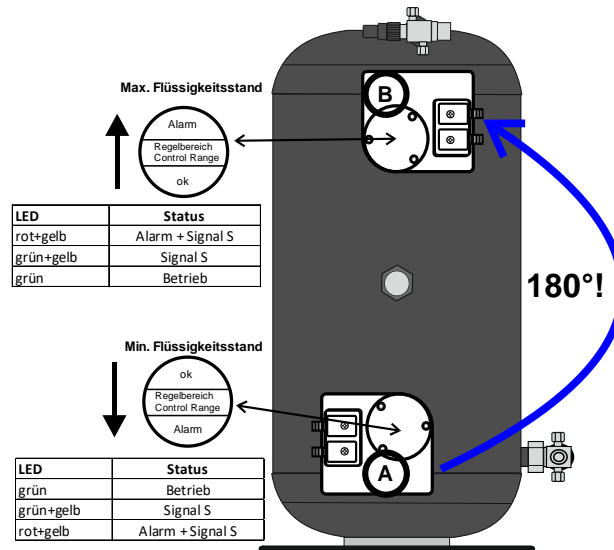 Max. Flüssigkeitsstand
Alarm
Regelbereich
Control Range
ok
B
LED Status
rot+gelb Alarm + Signal S
grün+gelb Signal S
grün Betrieb
180°!
Min. Flüssigkeitsstand
ok
Regelbereich
Control Range
Alarm
A
LED Status
grün Betrieb
grün+gelb Signal S
rot+gelb Alarm + Signal S